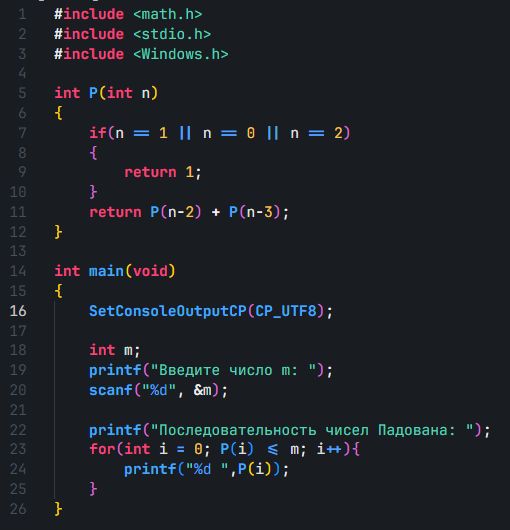 1 #include <math.h>
2 #include <stdio.h>
3 #include <Windows.h>
4
5 int P(int n)
6 {
7     if(n == 1 || n == 0 || n == 2)
8     {
9         return 1;
10     }
11     return P(n-2) + P(n-3);
12 }
13
14 int main(void)
15 {
16     SetConsoleOutputCP(CP_UTF8);
17
18     int m;
19     printf("Введите число m: ");
20     scanf("%d", &m);
21
22     printf("Последовательность чисел Падована: ");
23     for(int i = 0; P(i) <= m; i++){
24         printf("%d ",P(i));
25     }
26 }